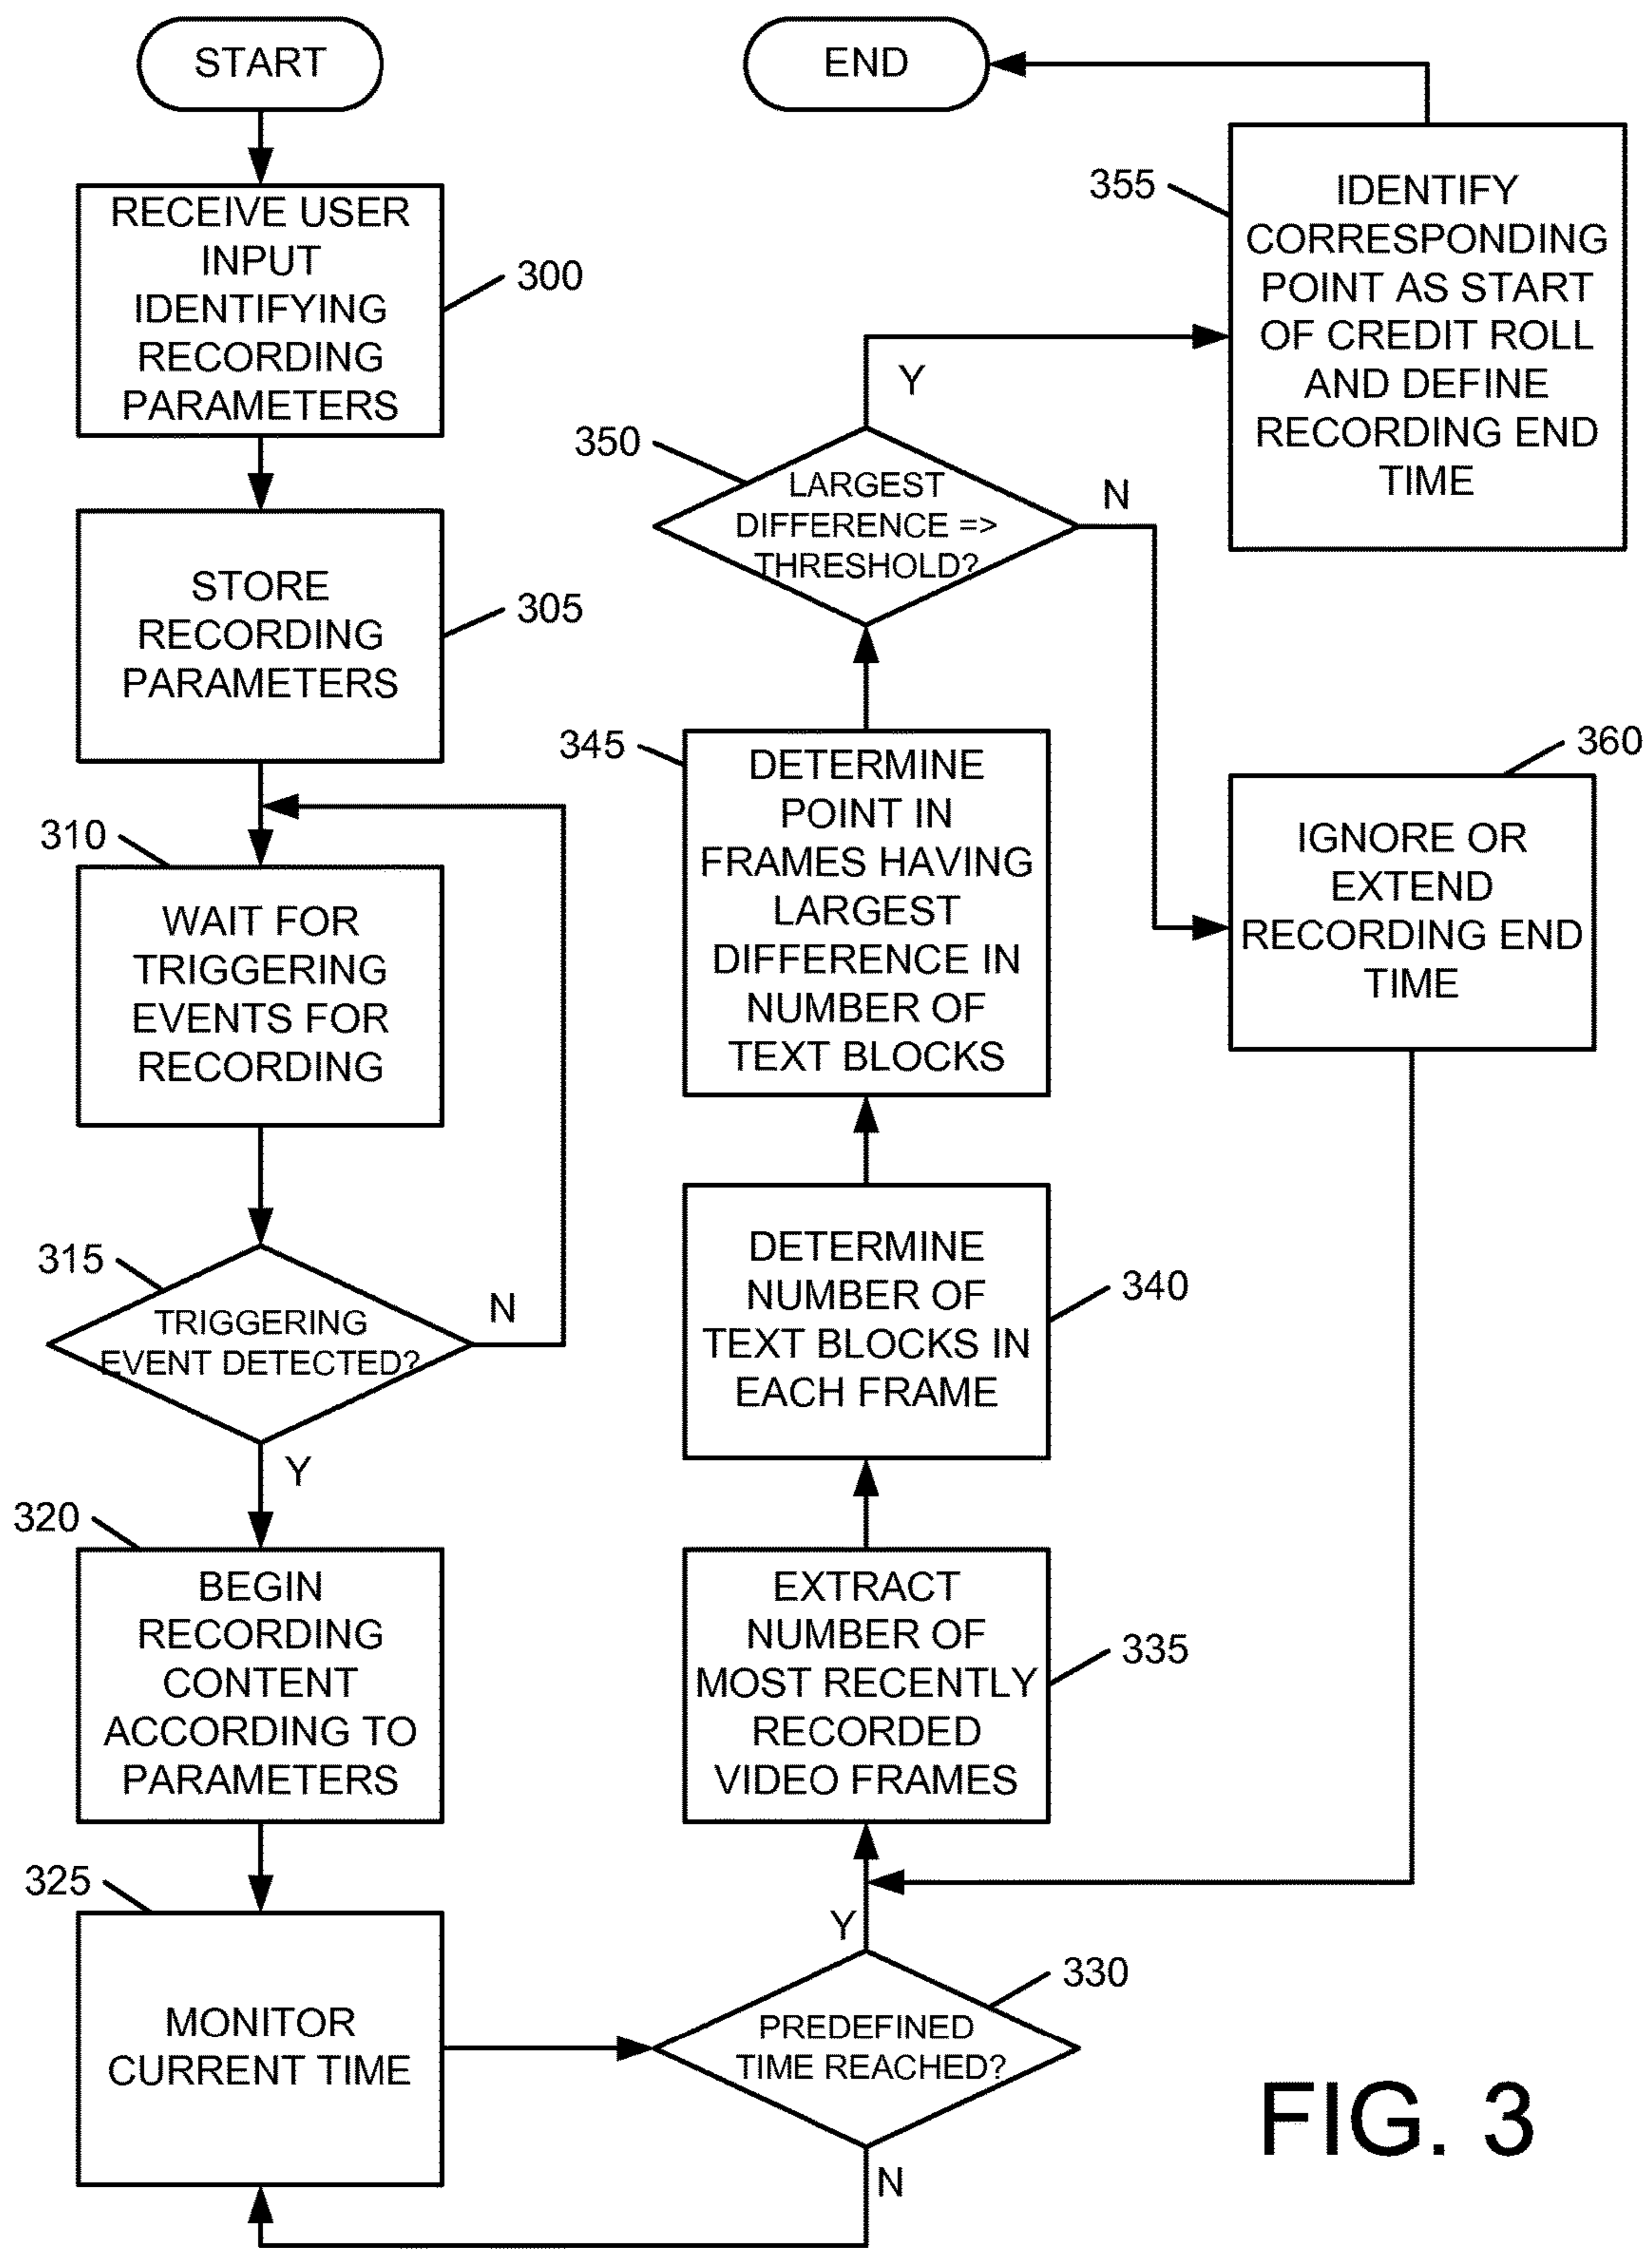 START
RECEIVE USER
INPUT
IDENTIFYING
RECORDING
PARAMETERS
300
STORE
RECORDING
PARAMETERS
305
310
WAIT FOR
TRIGGERING
EVENTS FOR
RECORDING
315
TRIGGERING
EVENT DETECTED?
N
Y
320
BEGIN
RECORDING
CONTENT
ACCORDING TO
PARAMETERS
325
MONITOR
CURRENT TIME
330
PREDEFINED
TIME REACHED?
N
Y
EXTRACT
NUMBER OF
MOST RECENTLY
RECORDED
VIDEO FRAMES
335
DETERMINE
NUMBER OF
TEXT BLOCKS IN
EACH FRAME
340
345
DETERMINE
POINT IN
FRAMES HAVING
LARGEST
DIFFERENCE IN
NUMBER OF
TEXT BLOCKS
350
LARGEST
DIFFERENCE =>
THRESHOLD?
Y
N
355
IDENTIFY
CORRESPONDING
POINT AS START
OF CREDIT ROLL
AND DEFINE
RECORDING END
TIME
END
360
IGNORE OR
EXTEND
RECORDING END
TIME
FIG. 3